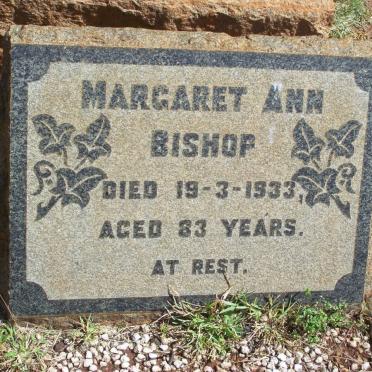 MARGARET ANN
BISHOP
DIED 19-3-1933,
AGED 83 YEARS.
AT REST.